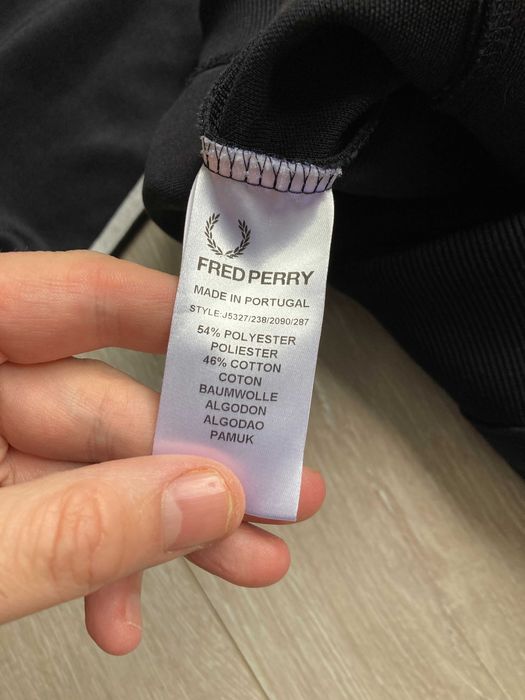 FRED PERRY
MADE IN PORTUGAL
STYLE:J5327/238/2090/287
54% POLYESTER
POLIESTER
46% COTTON
COTON
BAUMWOLLE
ALGODON
ALGODAO
PAMUK